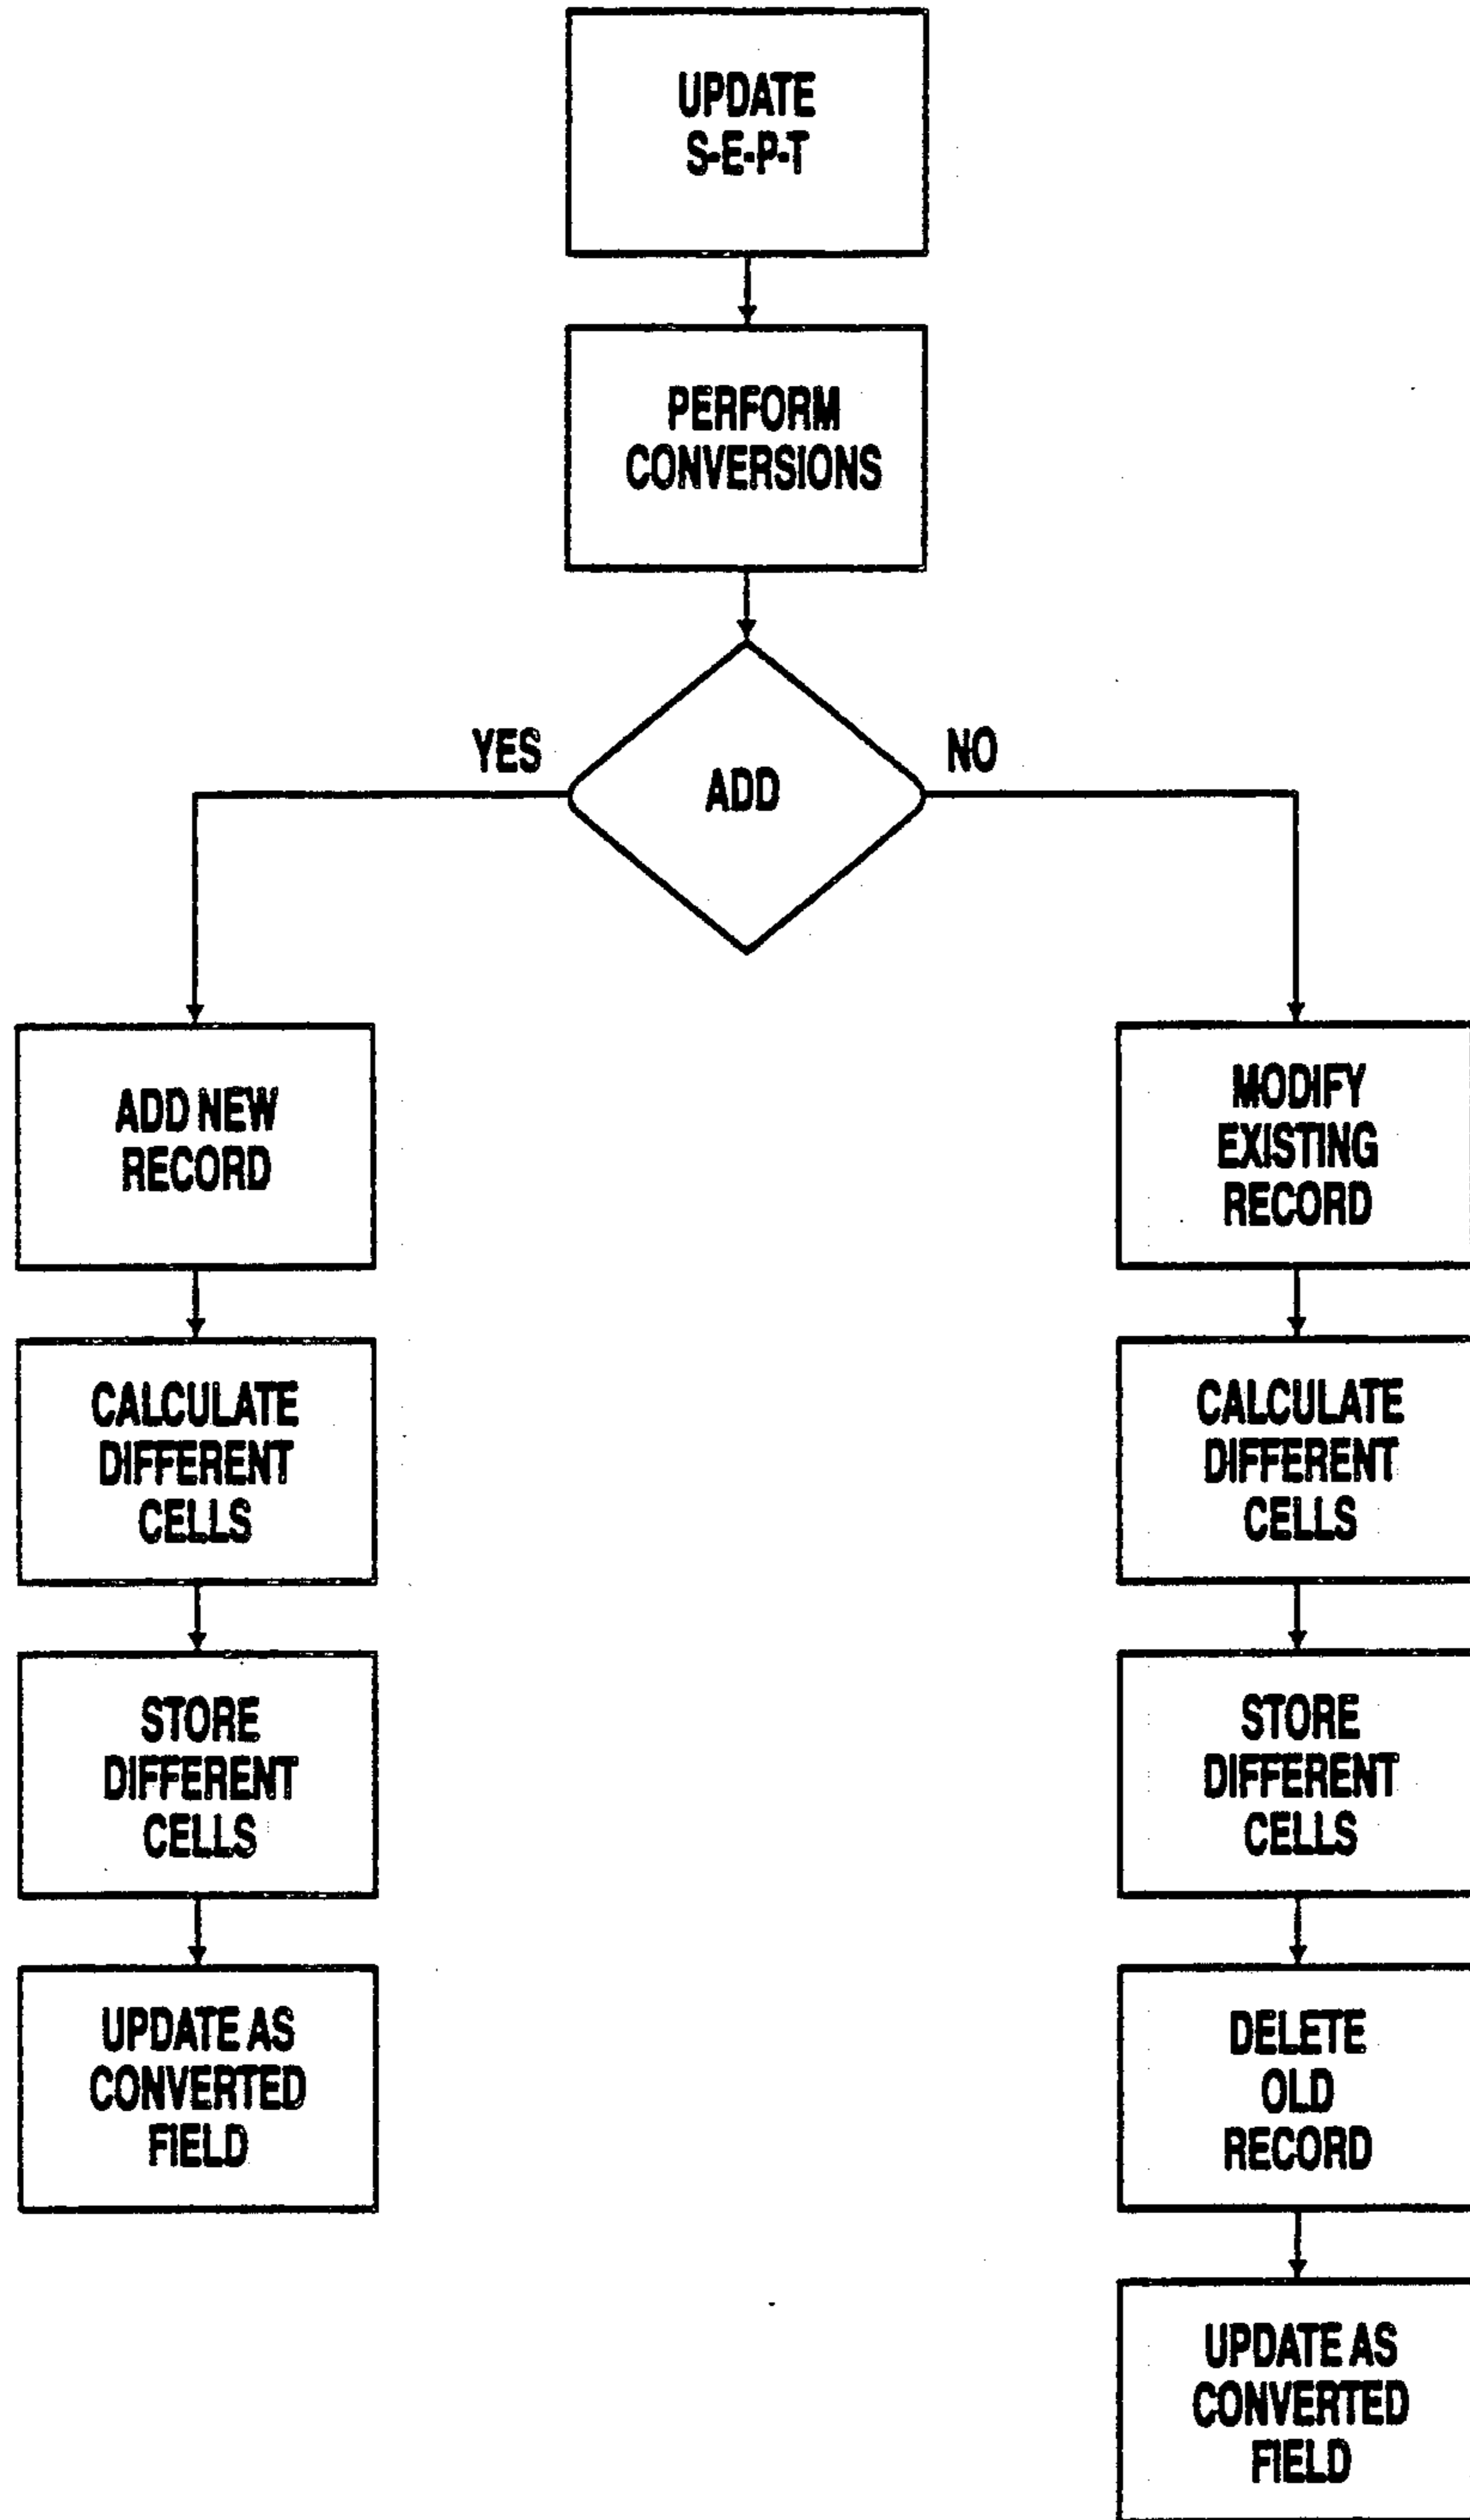 UPDATE
S-E-P-T
PERFORM
CONVERSIONS
YES
NO
ADD
ADD NEW
RECORD
CALCULATE
DIFFERENT
CELLS
STORE
DIFFERENT
CELLS
UPDATE AS
CONVERTED
FIELD
MODIFY
EXISTING
RECORD
CALCULATE
DIFFERENT
CELLS
STORE
DIFFERENT
CELLS
DELETE
OLD
RECORD
UPDATE AS
CONVERTED
FIELD